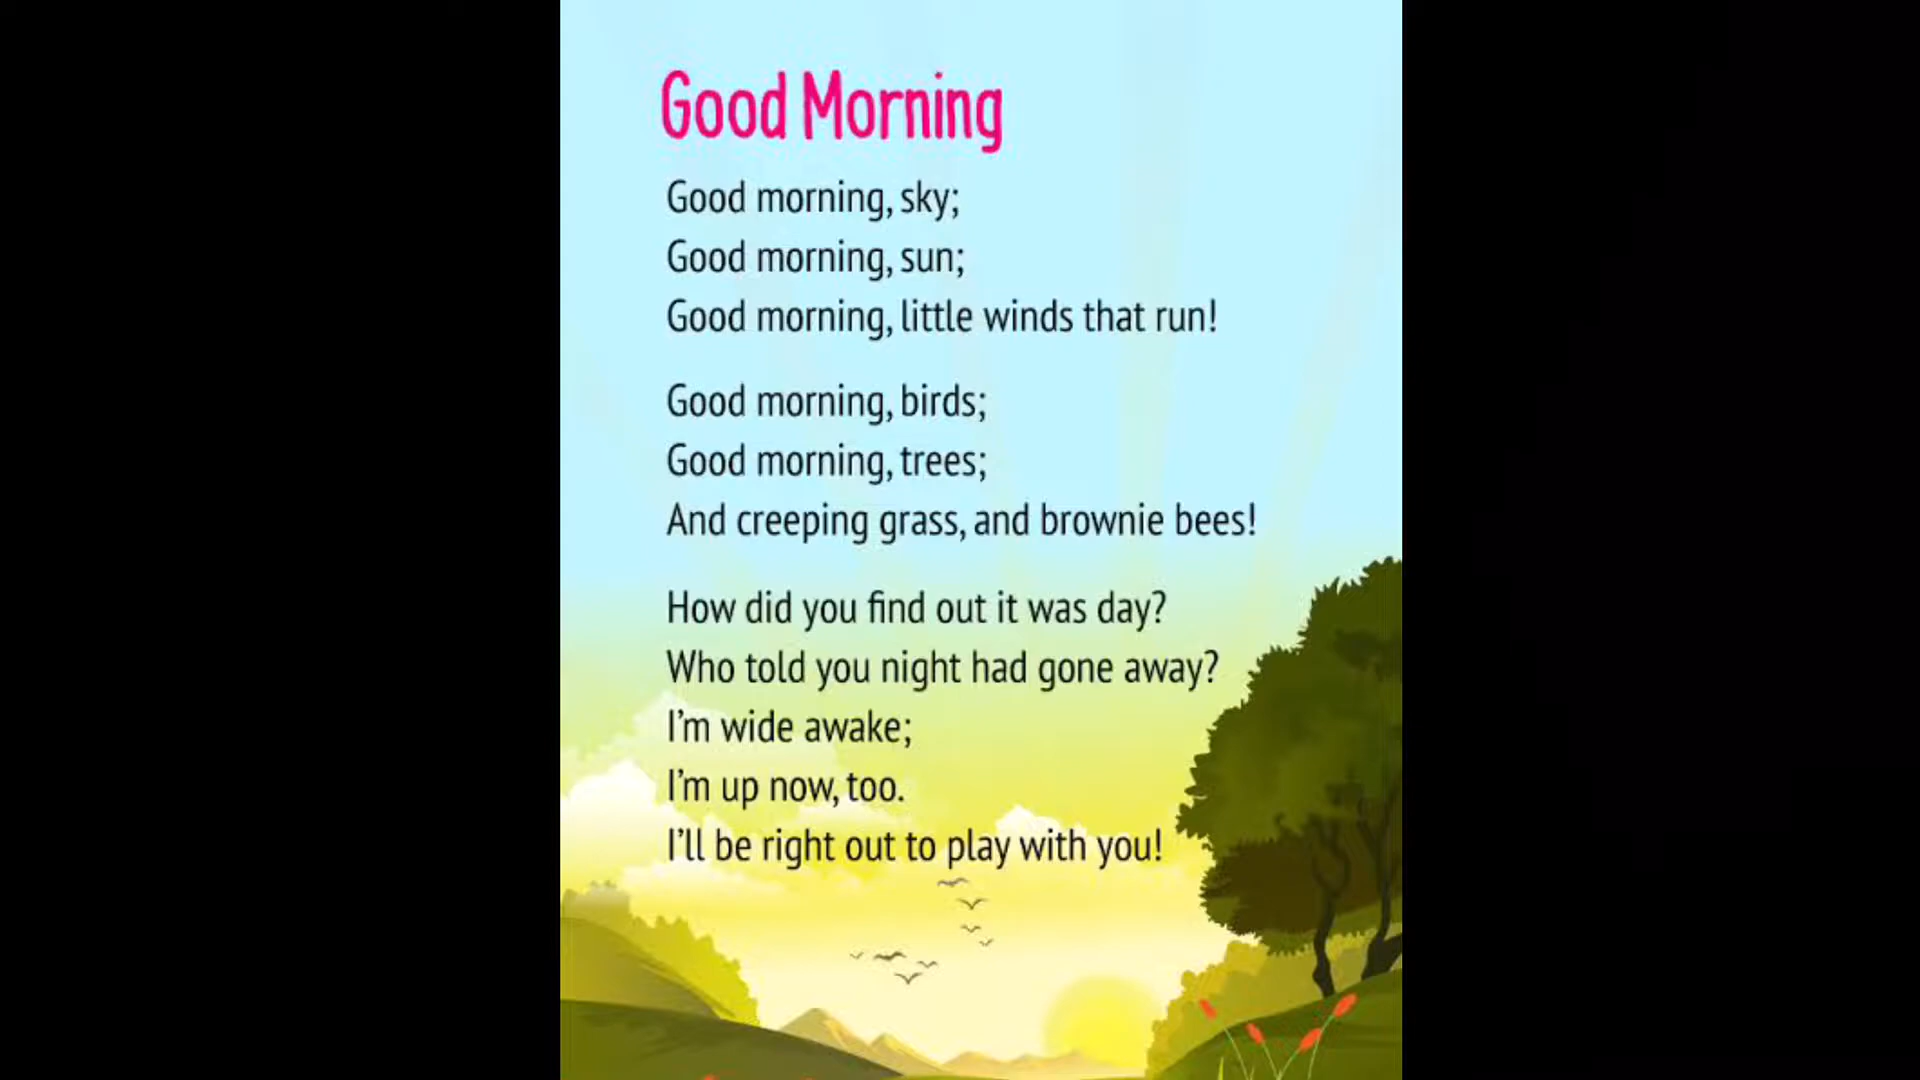 Good Morning
Good morning, sky;
Good morning, sun;
Good morning, little winds that run!
Good morning, birds;
Good morning, trees;
And creeping grass, and brownie bees!
How did you find out it was day?
Who told you night had gone away?
I'm wide awake;
I'm up now, too.
I'll be right out to play with you!